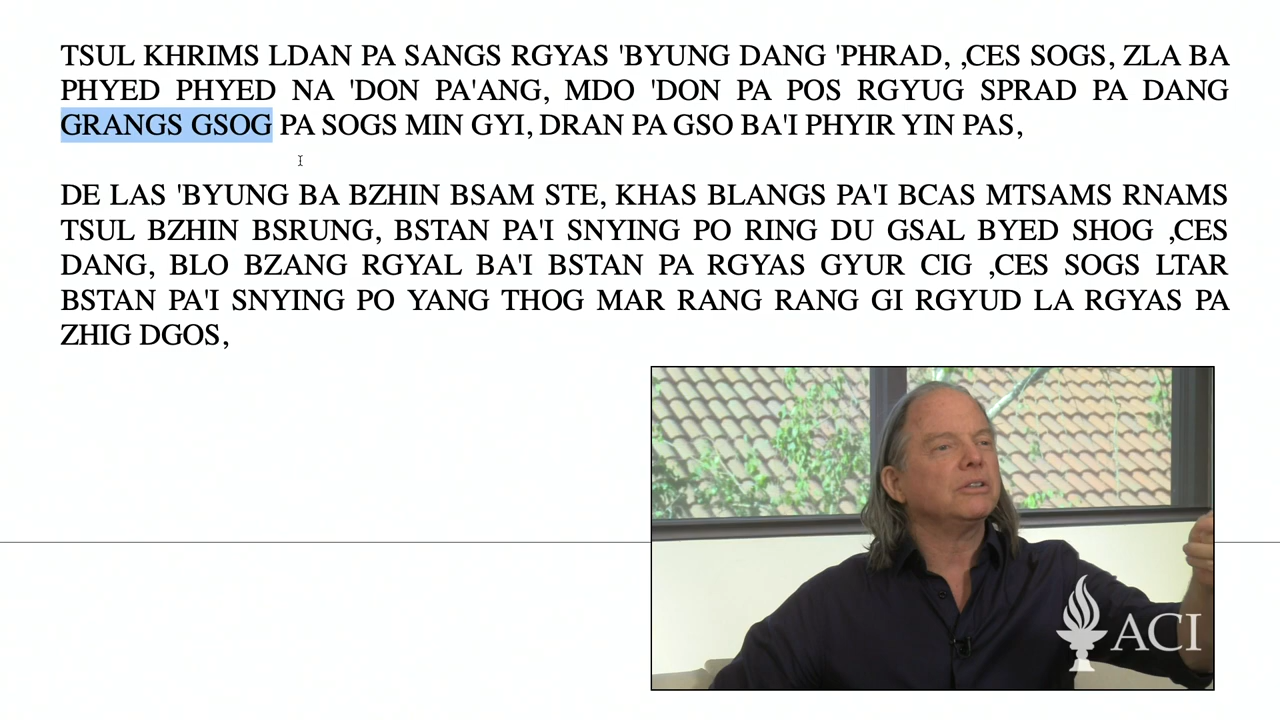 TSUL KHRIMS LDAN PA SANGS RGYAS 'BYUNG DANG 'PHRAD, ,CES SOGS, ZLA BA
PHYED PHYED NA 'DON PA'ANG, MDO 'DON PA POS RGYUG SPRAD PA DANG
GRANGS GSOG PA SOGS MIN GYI, DRAN PA GSO BA'I PHYIR YIN PAS,
DE LAS 'BYUNG BA BZHIN BSAM STE, KHAS BLANGS PA'I BCAS MTSAMS RNAMS
TSUL BZHIN BSRUNG, BSTAN PA'I SNYING PO RING DU GSAL BYED SHOG ,CES
DANG, BLO BZANG RGYAL BA'I BSTAN PA RGYAS GYUR CIG ,CES SOGS LTAR
BSTAN PA'I SNYING PO YANG THOG MAR RANG RANG GI RGYUD LA RGYAS PA
ZHIG DGOS,
ACI